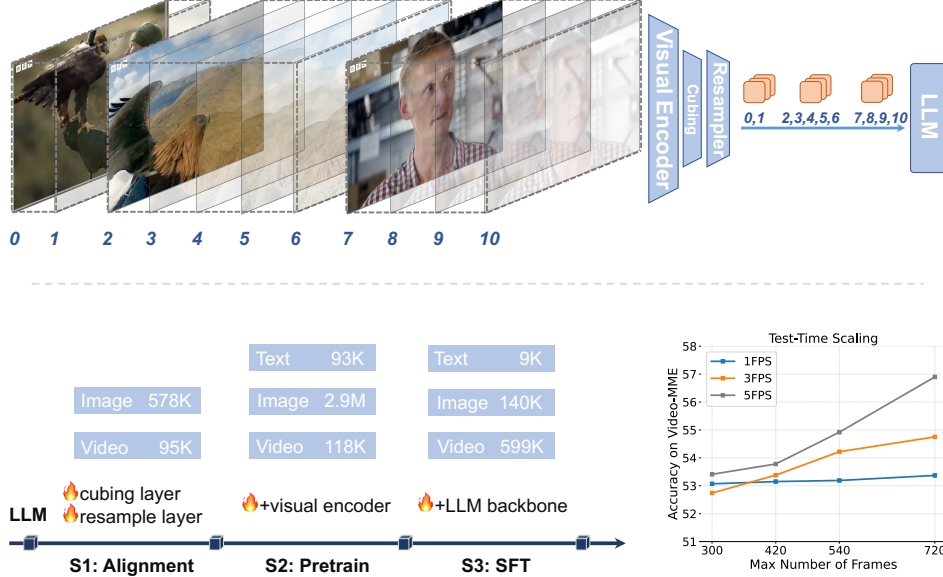 Visual Encoder
Cubing
Resampler
LLM
0,1
2,3,4,5,6
7,8,9,10
0 1 2 3 4 5 6 7 8 9 10
Text 93K
Text 9K
Image 578K
Image 2.9M
Image 140K
Video 95K
Video 118K
Video 599K
LLM
cubing layer
resample layer
+visual encoder
+LLM backbone
S1: Alignment
S2: Pretrain
S3: SFT
Test-Time Scaling
1FPS
3FPS
5FPS
Accuracy on Video-MME
58
57
56
55
54
53
52
51
300 420 540 720
Max Number of Frames